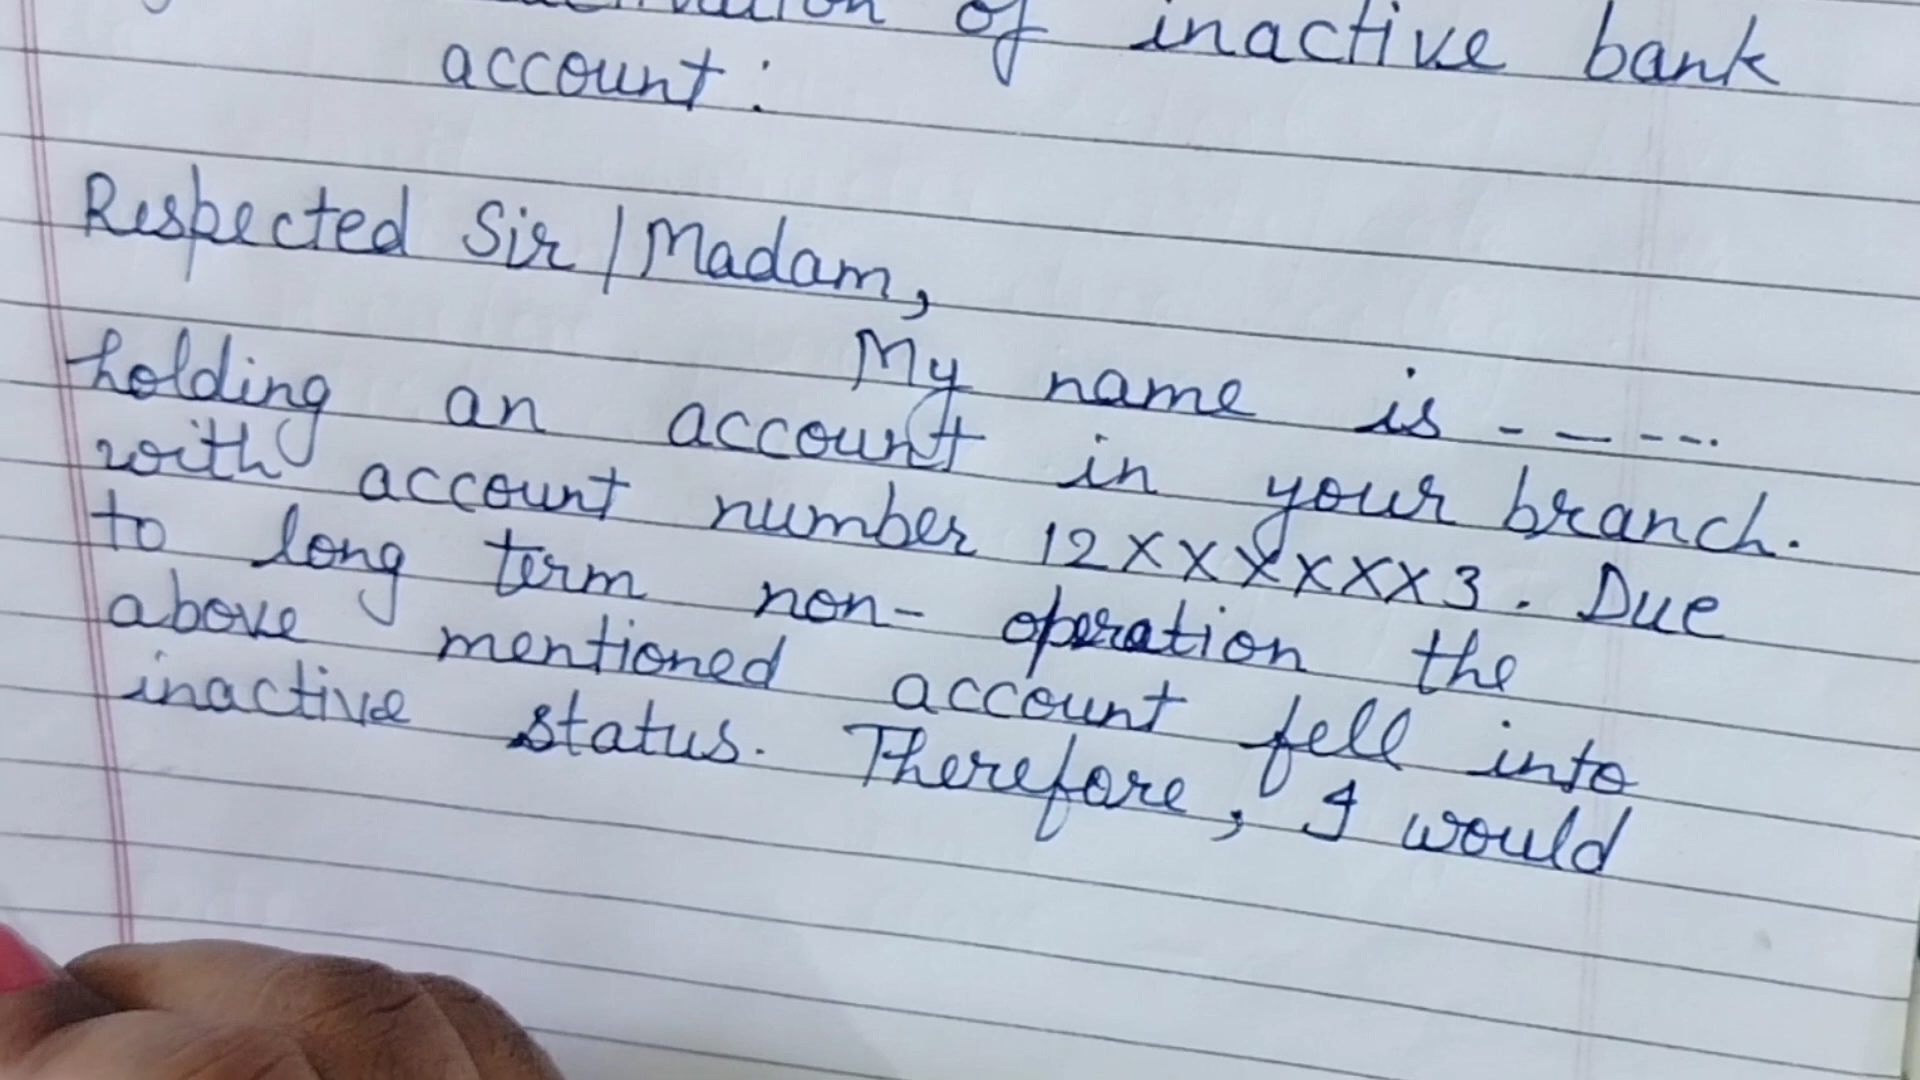 of inactive bank
account:
Respected Sir/Madam,
My name is - - - - -
holding an account in your branch.
with account number 12XXXXXXX3. Due
to long term non-operation the
above mentioned account fell into
inactive status. Therefore, I would